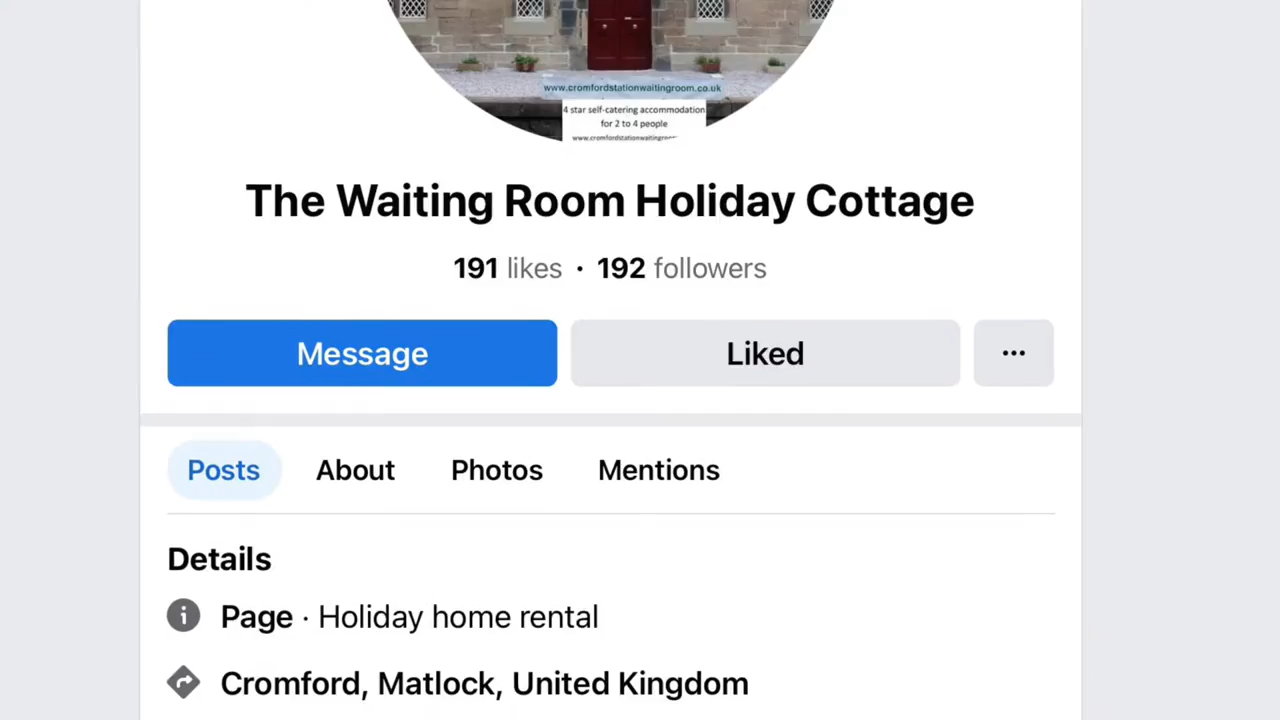 www.cromfordstationwaitingroom.co.uk
4 star self-catering accommodation
for 2 to 4 people
The Waiting Room Holiday Cottage
191 likes · 192 followers
Message Liked ...
Posts About Photos Mentions
Details
Page · Holiday home rental
Cromford, Matlock, United Kingdom